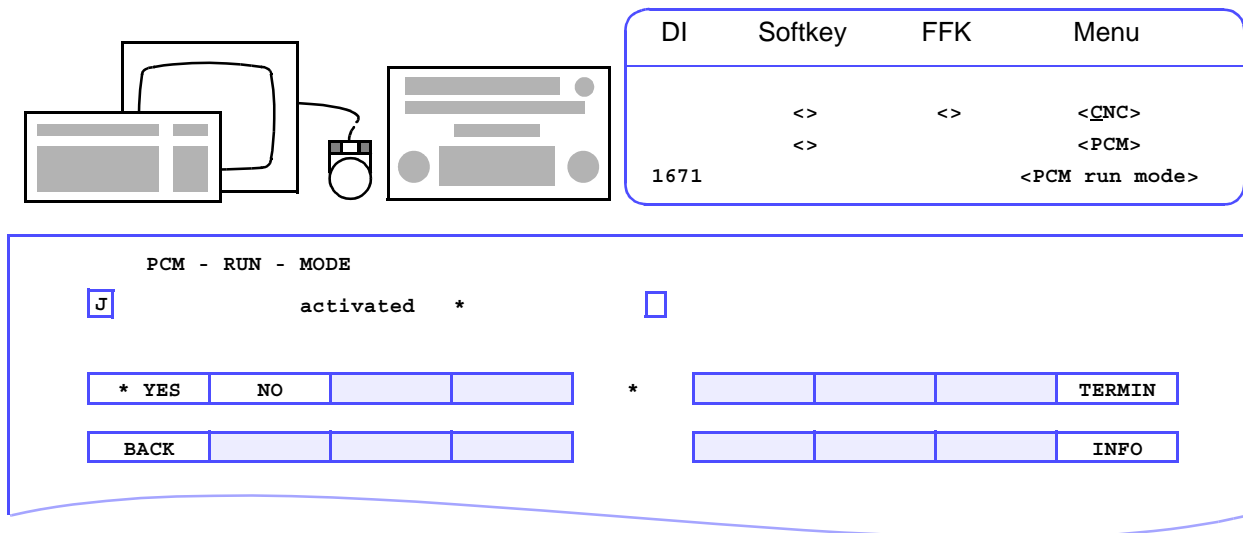 DI Softkey FFK Menu
<> <> <CNC>
<> <PCM>
1671 <PCM run mode>
PCM - RUN - MODE
J activated *
* YES NO * TERMIN
BACK INFO